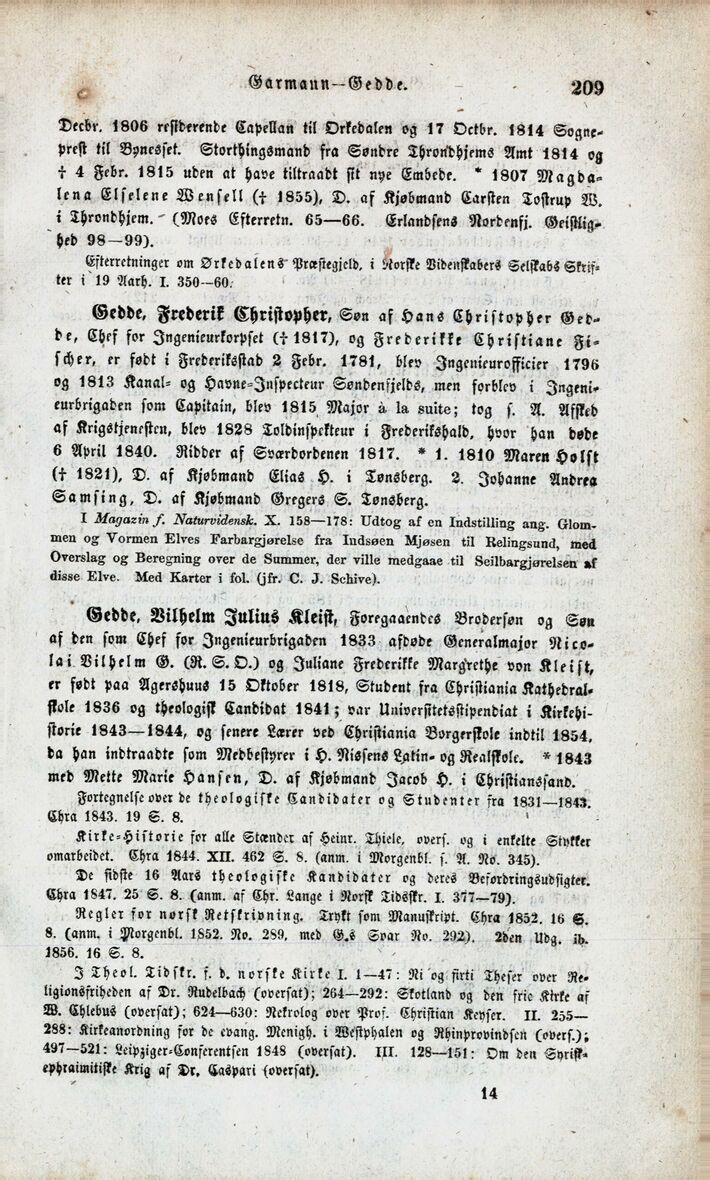 Garmann—Gedde.
209
Decbr. 1806 residerende Capellan til Orkedalen og 17 Octbr. 1814 Sogne-
prest til Bynesset. Storthingsmand fra Søndre Throndhjems Amt 1814 og
† 4 Febr. 1815 uden at have tiltraadt sit nye Embede. * 1807 Magda-
lena Elselene Wensell († 1855), D. af Kjøbmand Carsten Tostrup W.
i Throndhjem. (Moes Efterretn. 65—66. Erlandsens Nordenfj. Geistlig-
hed 98—99).
Efterretninger om Ørkedalens Præstegjeld, i Norske Videnskabers Selskabs Skrif-
ter i 19 Aarh. I. 350—60.
Gedde, Frederik Christopher, Søn af Hans Christopher Ged-
de, Chef for Ingenieurkorpset († 1817), og Frederikke Christiane Fi-
scher, er født i Frederiksstad 2 Febr. 1781, blev Ingenieurofficier 1796
og 1813 Kanal- og Havne-Inspecteur Søndenfjelds, men forblev i Ingeni-
eurbrigaden som Capitain, blev 1815 Major à la suite; tog s. A. Afsked
af Krigstjenesten, blev 1828 Toldinspekteur i Frederikshald, hvor han døde
6 April 1840. Ridder af Sværdordenen 1817. * 1. 1810 Maren Holst
(† 1821), D. af Kjøbmand Elias H. i Tønsberg. 2. Johanne Andrea
Samsing, D. af Kjøbmand Gregers S. Tønsberg.
I Magazin f. Naturvidensk. X. 158—178: Udtog af en Indstilling ang. Glom-
men og Vormen Elves Farbargjørelse fra Indsøen Mjøsen til Relingsund, med
Overslag og Beregning over de Summer, der ville medgaae til Seilbargjørelsen af
disse Elve. Med Karter i fol. (jfr. C. J. Schive).
Gedde, Vilhelm Julius Kleist, Foregaaendes Brodersøn og Søn
af den som Chef for Ingenieurbrigaden 1833 afdøde Generalmajor Nico-
lai Vilhelm G. (R. S. O.) og Juliane Frederikke Margrethe von Kleist,
er født paa Agershuus 15 Oktober 1818, Student fra Christiania Kathedral-
skole 1836 og theologisk Candidat 1841; var Universitetsstipendiat i Kirkehi-
storie 1843—1844, og senere Lærer ved Christiania Borgerskole indtil 1854,
da han indtraadte som Medbestyrer i H. Nissens Latin- og Realskole. * 1843
med Mette Marie Hansen, D. af Kjøbmand Jacob H. i Christianssand.
Fortegnelse over de theologiske Candidater og Studenter fra 1831—1843.
Chra 1843. 19 S. 8.
Kirke-Historie for alle Stænder af Heinr. Thiele, overs. og i enkelte Stykker
omarbeidet. Chra 1844. XII. 462 S. 8. (anm. i Morgenbl. s. A. No. 345).
De sidste 16 Aars theologiske Kandidater og deres Befordringsudsigter.
Chra 1847. 25 S. 8. (anm. af Chr. Lange i Norsk Tidsskr. I. 377—79).
Regler for norsk Retskrivning. Trykt som Manuskript. Chra 1852. 16 S.
8. (anm. i Morgenbl. 1852. No. 289, med G.s Svar No. 292). 2den Udg. ib.
1856. 16 S. 8.
I Theol. Tidskr. f. d. norske Kirke I. 1—47: Ni og firti Theser over Re-
ligionsfriheden af Dr. Rudelbach (oversat); 264—292: Skotland og den frie Kirke af
W. Chlebus (oversat); 624—630: Nekrolog over Prof. Christian Keyser. II. 255—
288: Kirkeanordning for de evang. Menigh. i Westphalen og Rhinprovindsen (overs.);
497—521: Leipziger-Conferentsen 1848 (oversat). III. 128—151: Om den Syrisk-
ephraimitiske Krig af Dr. Caspari (oversat).
14